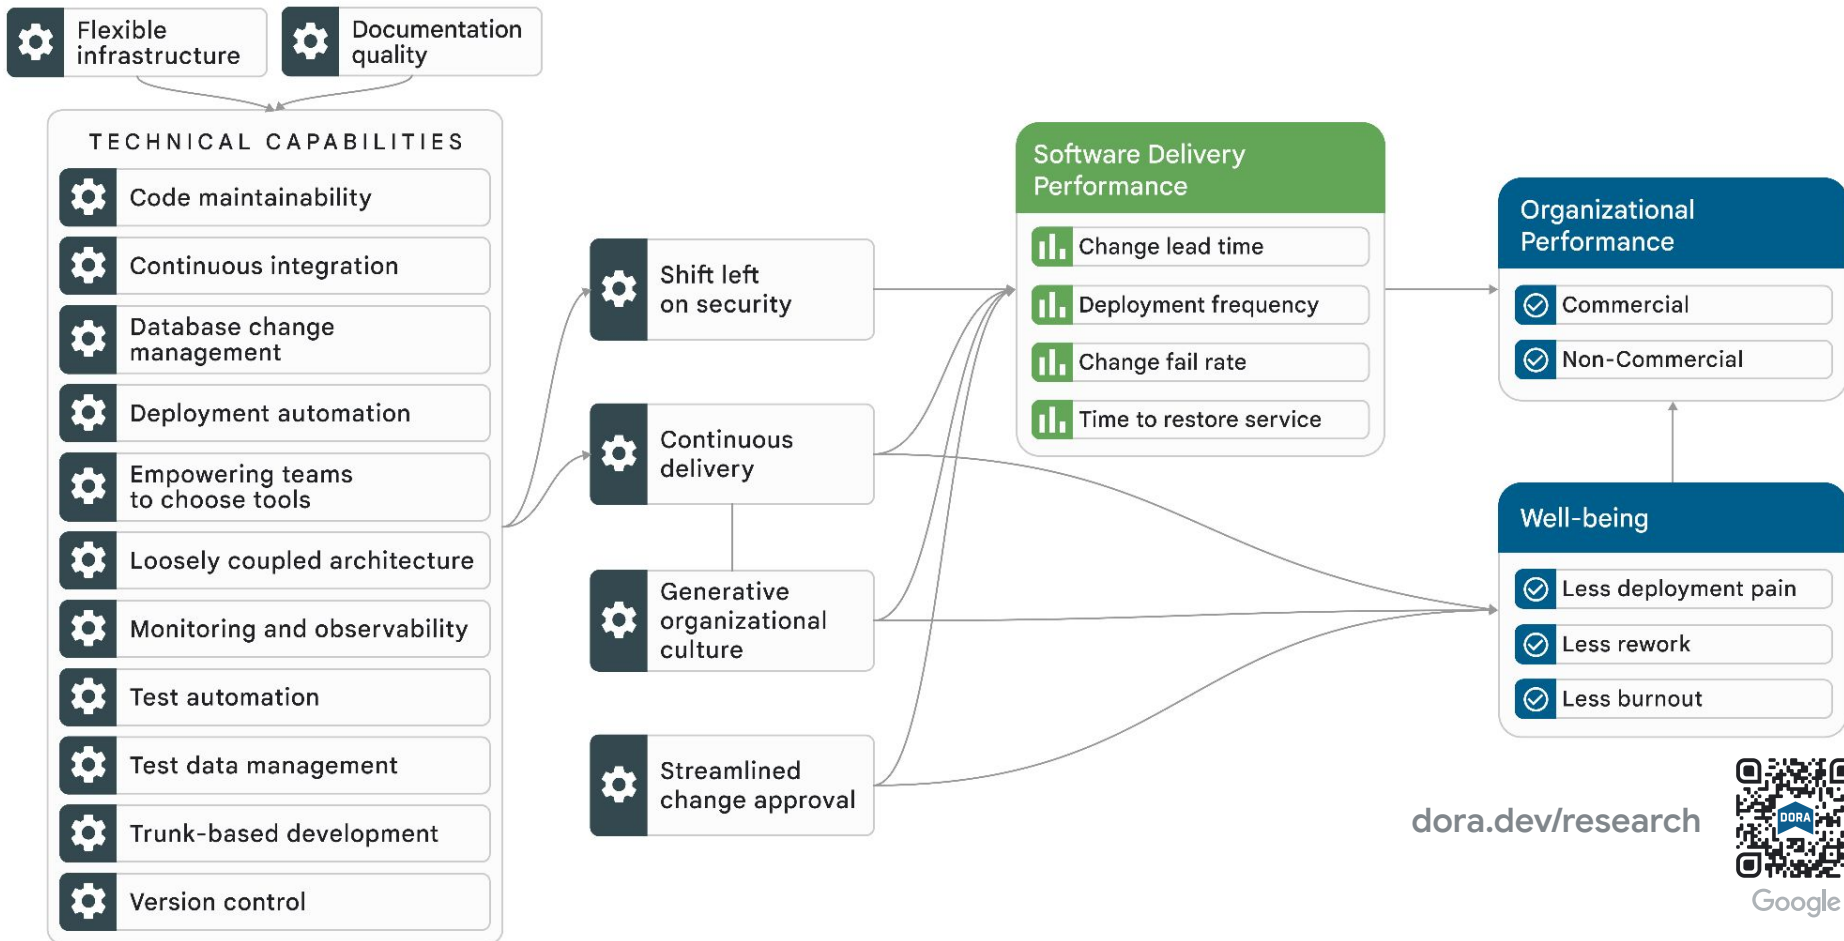 Flexible
infrastructure
Documentation
quality
TECHNICAL CAPABILITIES
Code maintainability
Continuous integration
Database change
management
Deployment automation
Empowering teams
to choose tools
Loosely coupled architecture
Monitoring and observability
Test automation
Test data management
Trunk-based development
Version control
Shift left
on security
Continuous
delivery
Generative
organizational
culture
Streamlined
change approval
Software Delivery
Performance
Change lead time
Deployment frequency
Change fail rate
Time to restore service
Organizational
Performance
Commercial
Non-Commercial
Well-being
Less deployment pain
Less rework
Less burnout
dora.dev/research
DORA
Google